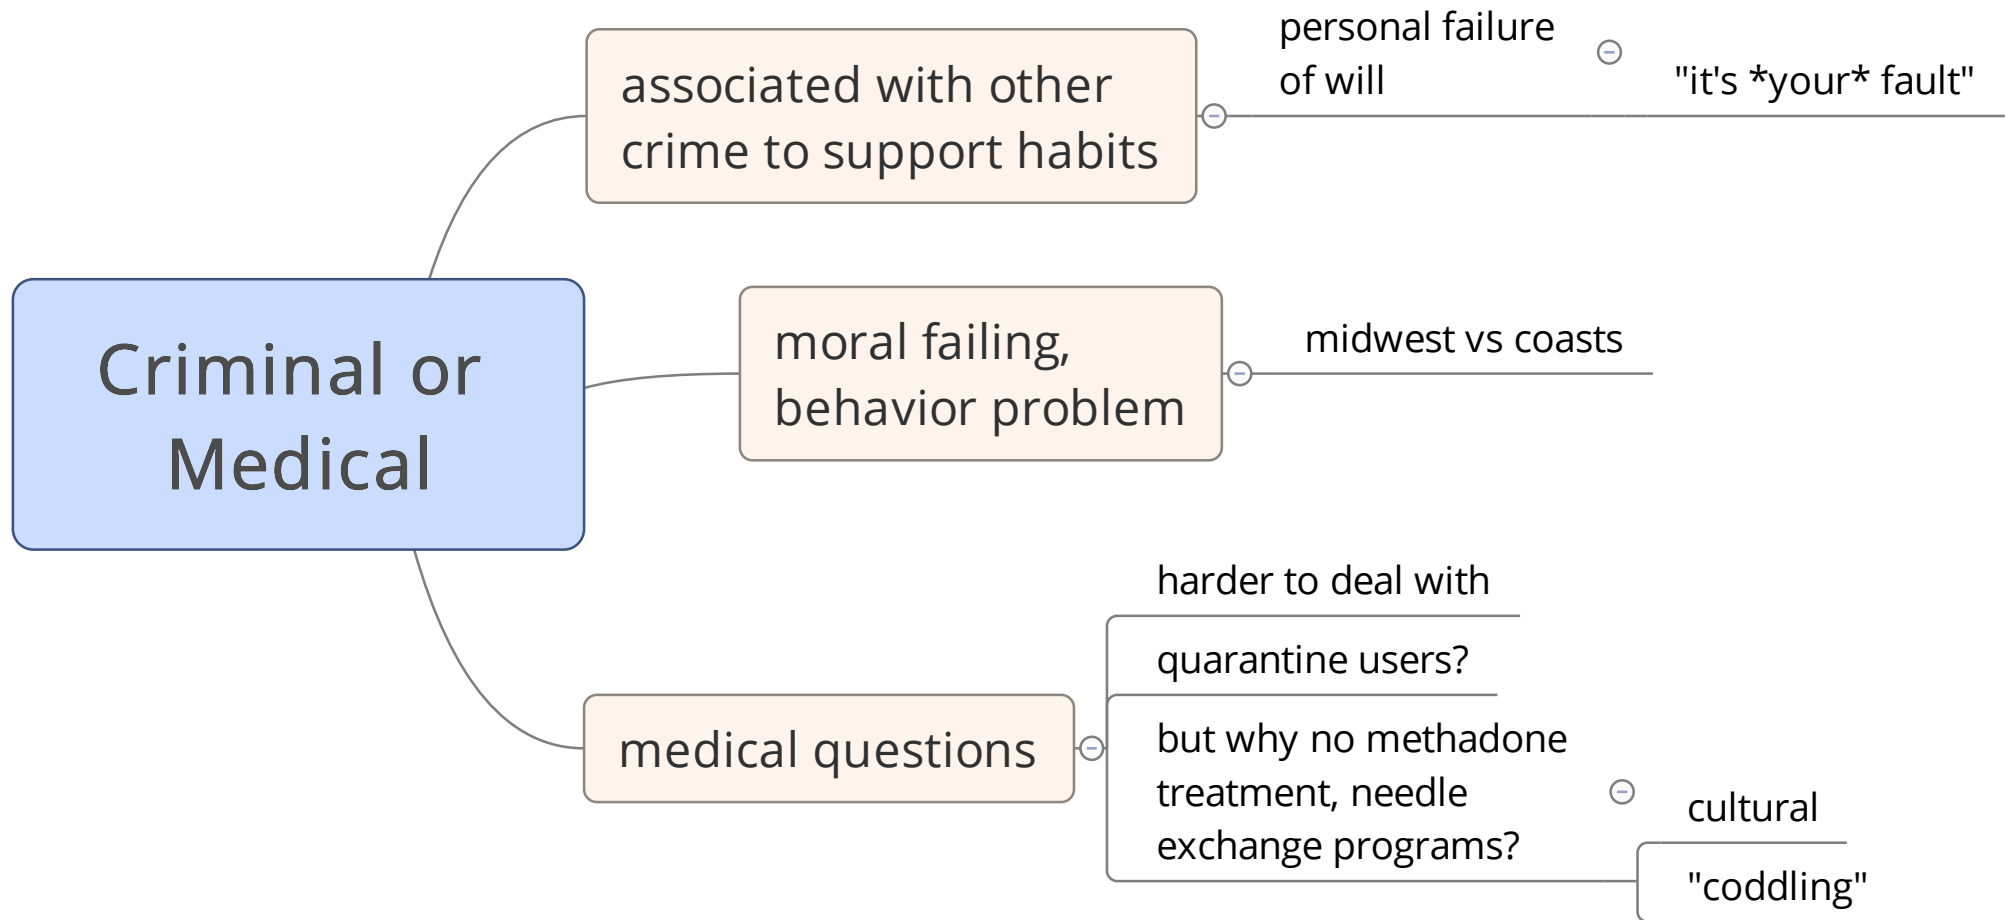 personal failure
of will
"it's *your* fault"
associated with other
crime to support habits
Criminal or
Medical
moral failing,
behavior problem
midwest vs coasts
medical questions
harder to deal with
quarantine users?
but why no methadone
treatment, needle
exchange programs?
cultural
"coddling"